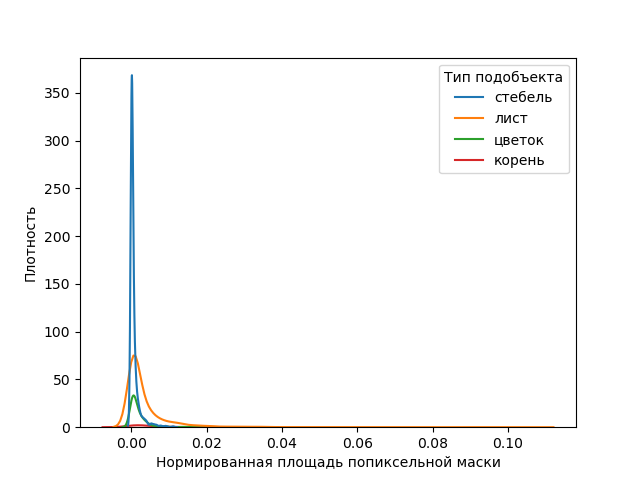 Тип подобъекта
стебель
лист
цветок
корень
Плотность
350
300
250
200
150
100
50
0
0.00 0.02 0.04 0.06 0.08 0.10
Нормированная площадь попиксельной маски